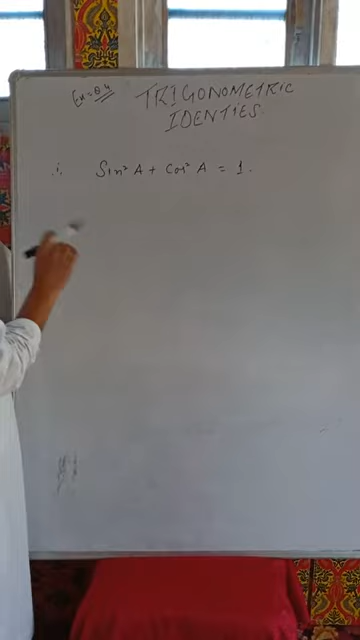 Ex=8.4
TRIGONOMETRIC
IDENTIES.
i, Sin² A + Cos² A = 1.